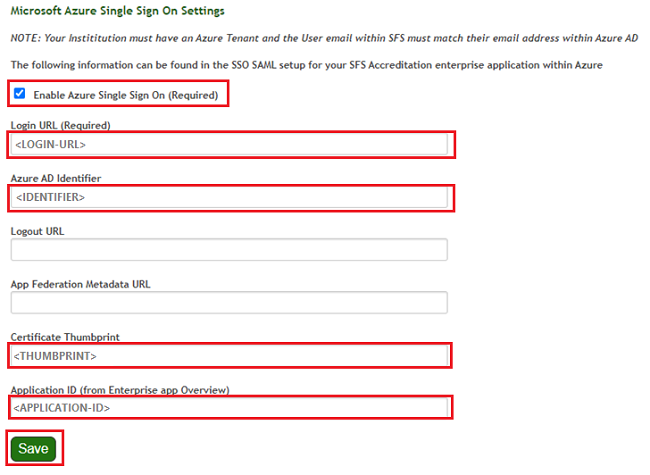 Microsoft Azure Single Sign On Settings
NOTE: Your Instititution must have an Azure Tenant and the User email within SFS must match their email address within Azure AD
The following information can be found in the SSO SAML setup for your SFS Accreditation enterprise application within Azure
Enable Azure Single Sign On (Required)
Login URL (Required)
<LOGIN-URL>
Azure AD Identifier
<IDENTIFIER>
Logout URL
App Federation Metadata URL
Certificate Thumbprint
<THUMBPRINT>
Application ID (from Enterprise app Overview)
<APPLICATION-ID>
Save